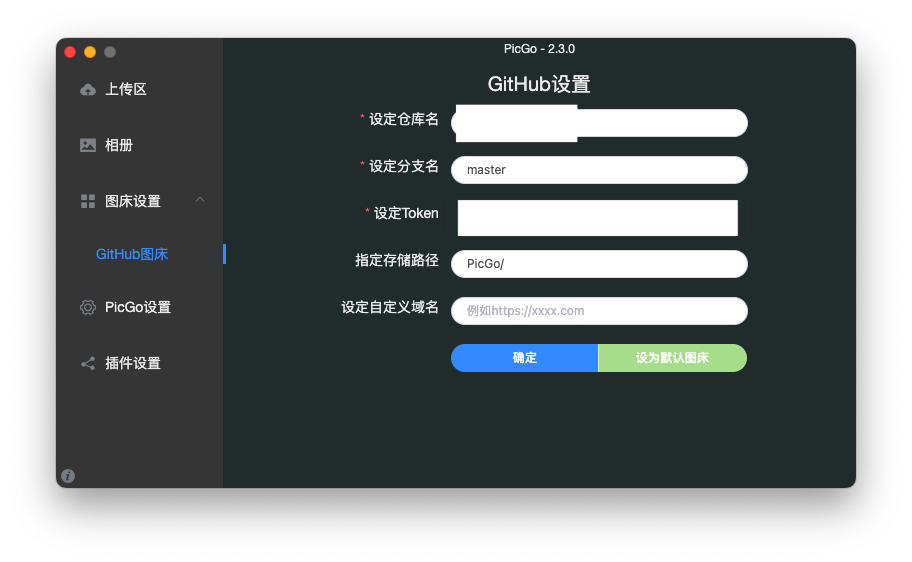 PicGo - 2.3.0
上传区
相册
图床设置
GitHub图床
PicGo设置
插件设置
GitHub设置
* 设定仓库名
* 设定分支名
master
* 设定Token
指定存储路径
PicGo/
设定自定义域名
例如https://xxxx.com
确定
设为默认图床